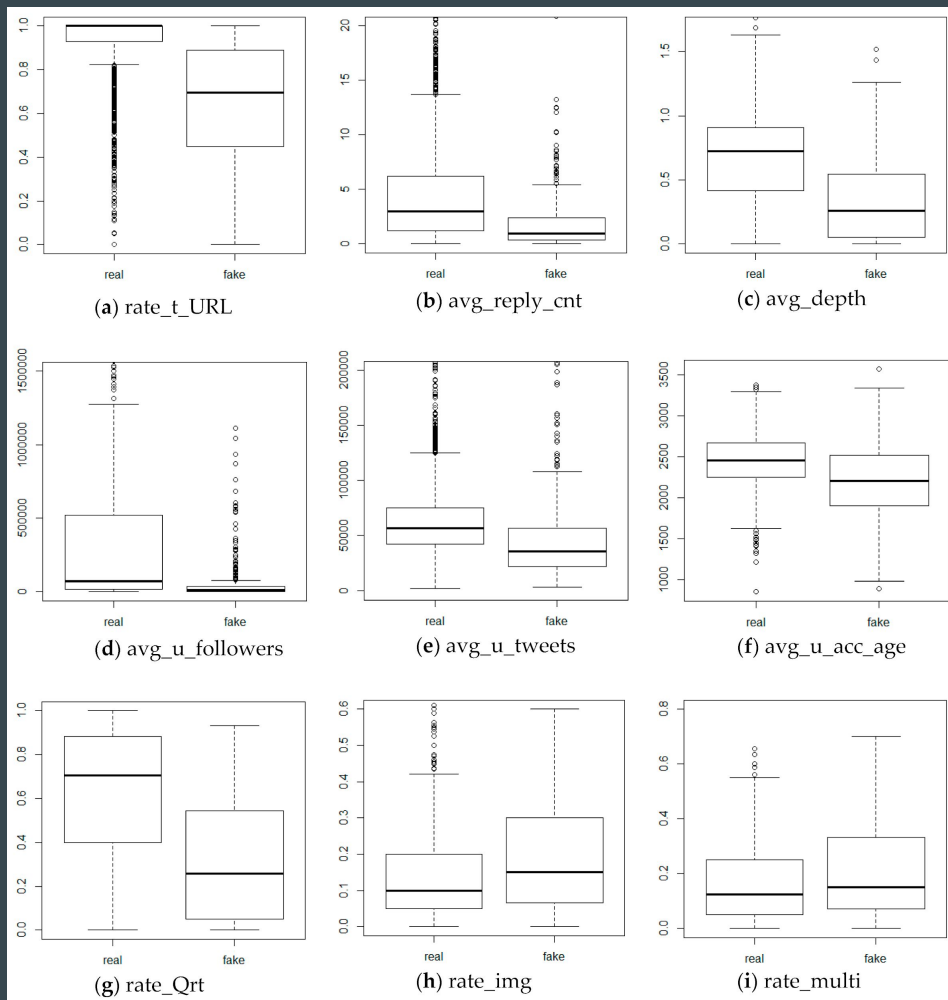 0.0 0.2 0.4 0.6 0.8 1.0
real fake
(a) rate_t_URL
0 5 10 15 20
real fake
(b) avg_reply_cnt
0.0 0.5 1.0 1.5
real fake
(c) avg_depth
0 500000 1000000 1500000
real fake
(d) avg_u_followers
0 50000 100000 150000 200000
real fake
(e) avg_u_tweets
1000 1500 2000 2500 3000 3500
real fake
(f) avg_u_acc_age
0.0 0.2 0.4 0.6 0.8 1.0
real fake
(g) rate_Qrt
0.0 0.1 0.2 0.3 0.4 0.5 0.6
real fake
(h) rate_img
0.0 0.2 0.4 0.6 0.8
real fake
(i) rate_multi